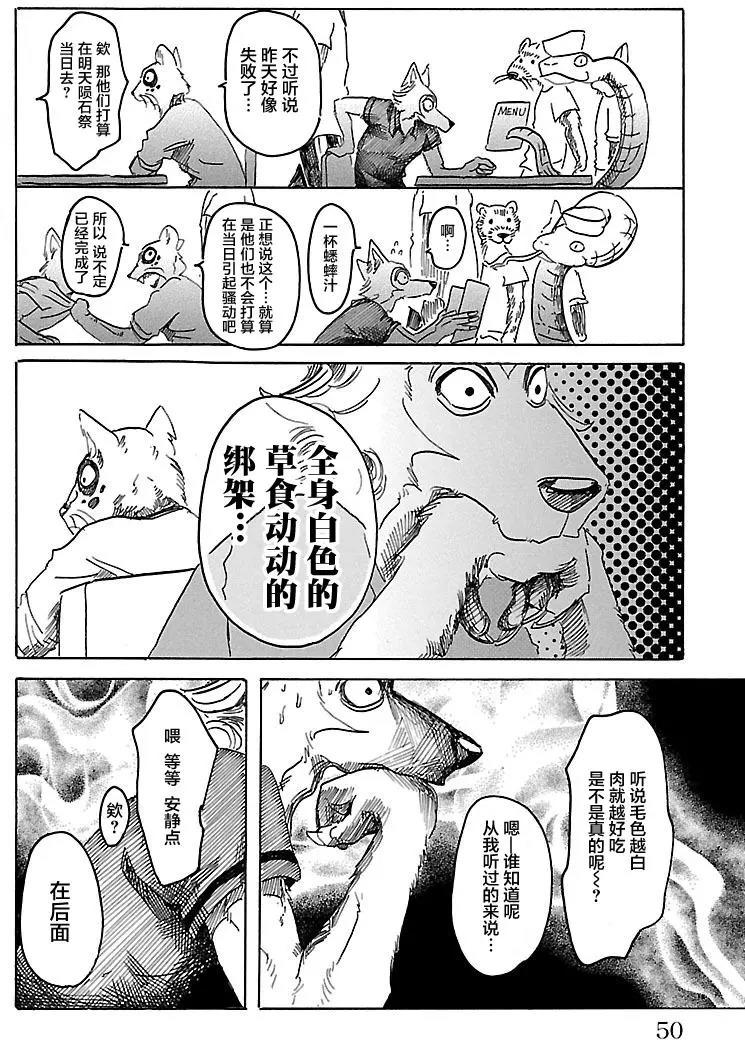 MENU
不过听说
昨天好像
失败了…
欸 那他们打算
在明天陨石祭
当日去?
啊…
一杯蟋蟀汁
正想说这个…就算
是他们也不会打算
在当日引起骚动吧
所以 说不定
已经完成了
全身白色的
草食动动的
绑架…
听说毛色越白
肉就越好吃
是不是真的呢~?
嗯—谁知道呢
从我听过的来说…
喂 等等 安静点
欸?
在后面
50